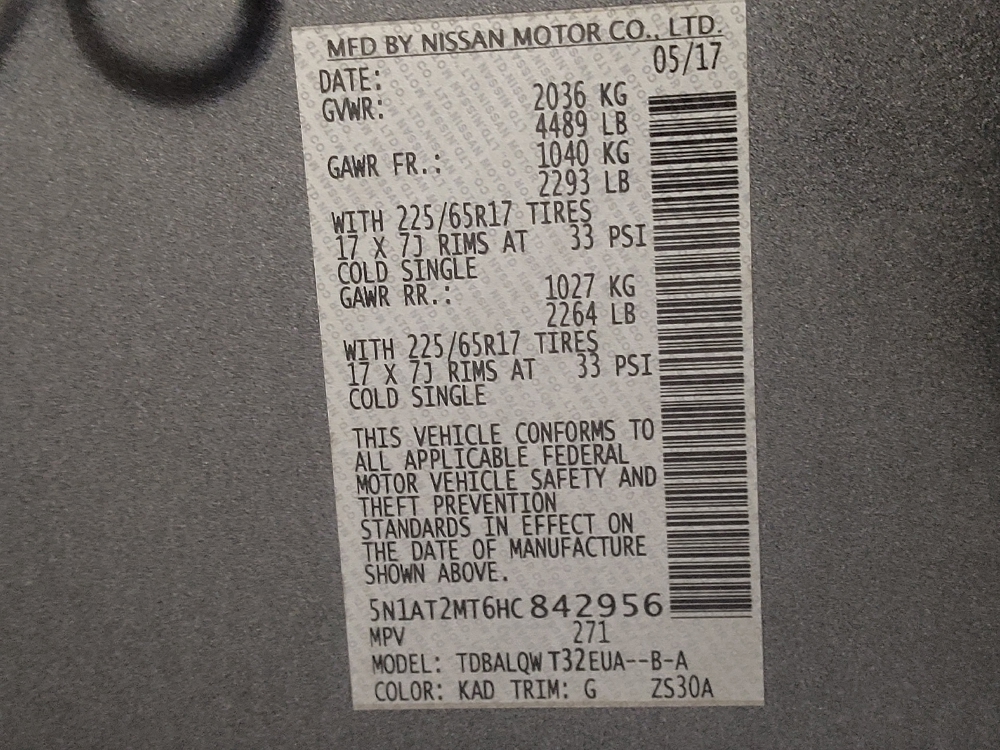 MFD BY NISSAN MOTOR CO., LTD.
DATE: 05/17
GVWR: 2036 KG
4489 LB
GAWR FR.: 1040 KG
2293 LB
WITH 225/65R17 TIRES
17 X 7J RIMS AT 33 PSI
COLD SINGLE
GAWR RR.: 1027 KG
2264 LB
WITH 225/65R17 TIRES
17 X 7J RIMS AT 33 PSI
COLD SINGLE
THIS VEHICLE CONFORMS TO
ALL APPLICABLE FEDERAL
MOTOR VEHICLE SAFETY AND
THEFT PREVENTION
STANDARDS IN EFFECT ON
THE DATE OF MANUFACTURE
SHOWN ABOVE.
5N1AT2MT6HC842956
MPV 271
MODEL: TDBALQW T32EUA--B-A
COLOR: KAD TRIM: G ZS30A